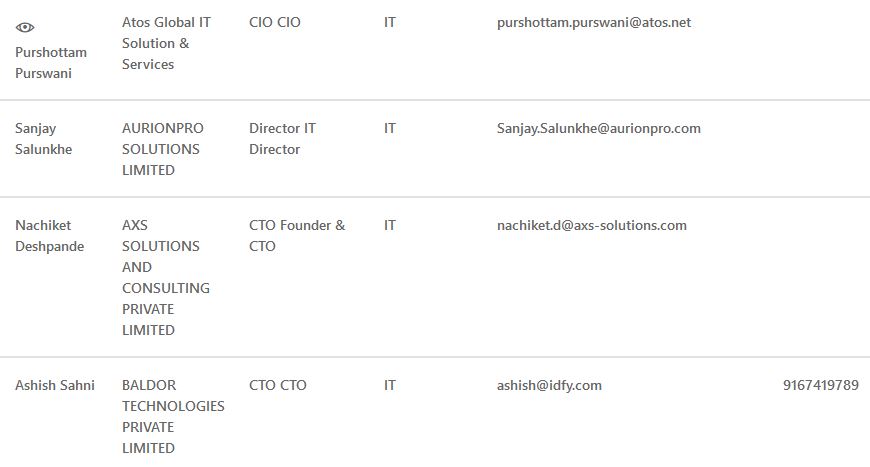 Purshottam
Purswani
Atos Global IT
Solution &
Services
CIO CIO
IT
purshottam.purswani@atos.net
Sanjay
Salunkhe
AURIONPRO
SOLUTIONS
LIMITED
Director IT
Director
IT
Sanjay.Salunkhe@aurionpro.com
Nachiket
Deshpande
AXS
SOLUTIONS
AND
CONSULTING
PRIVATE
LIMITED
CTO Founder &
CTO
IT
nachiket.d@axs-solutions.com
Ashish Sahni
BALDOR
TECHNOLOGIES
PRIVATE
LIMITED
CTO CTO
IT
ashish@idfy.com
9167419789